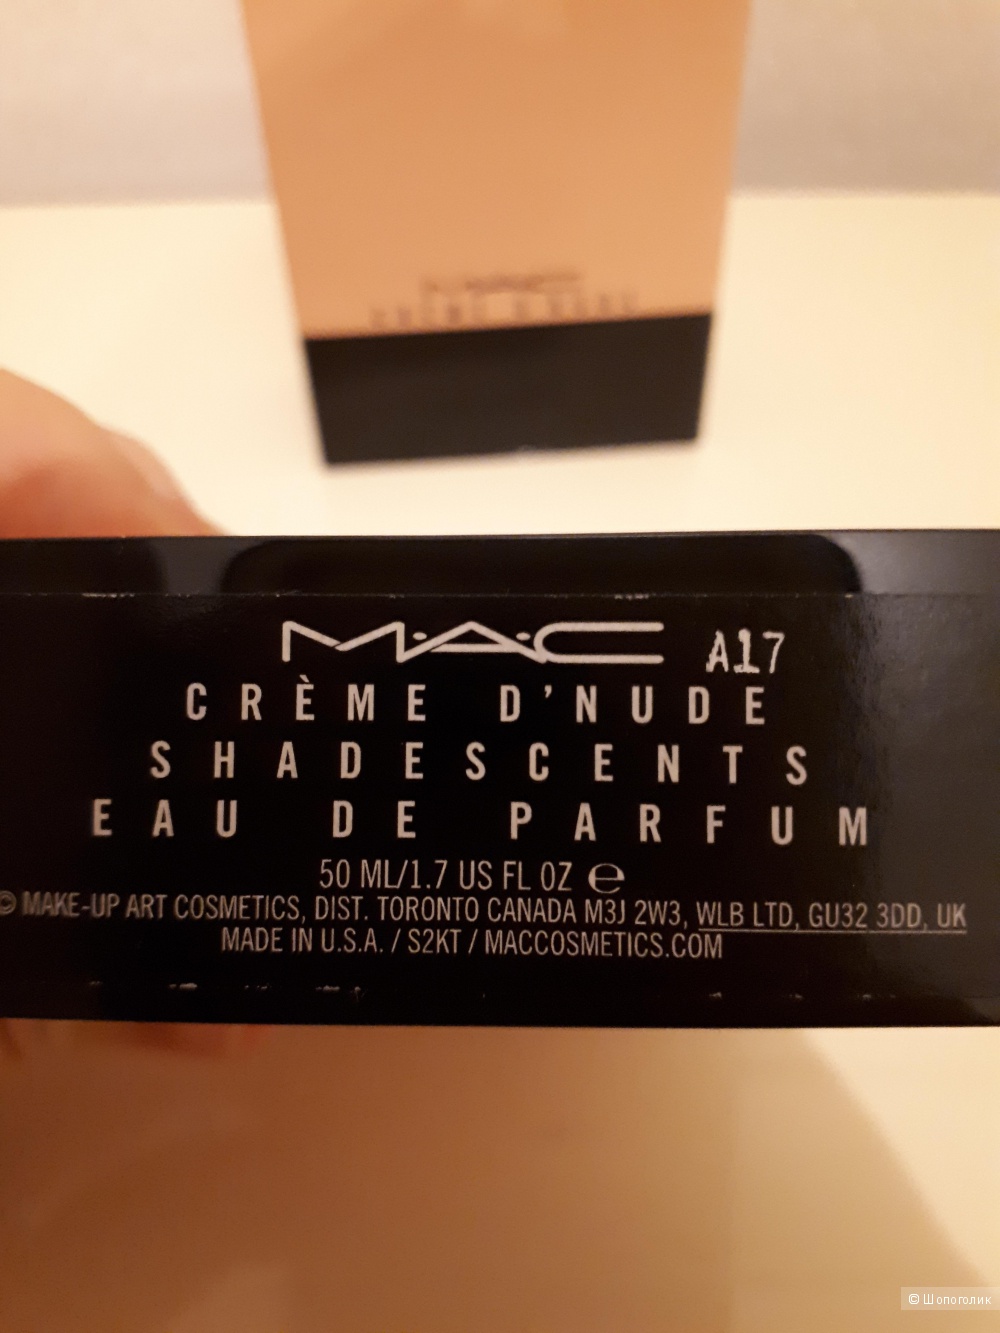 M·A·C A17
CRÈME D'NUDE
SHADESCENTS
EAU DE PARFUM
50 ML/1.7 US FL OZ ℮
© MAKE-UP ART COSMETICS, DIST. TORONTO CANADA M3J 2W3, WLB LTD, GU32 3DD, UK
MADE IN U.S.A. / S2KT / MACCOSMETICS.COM
© Шопоголик